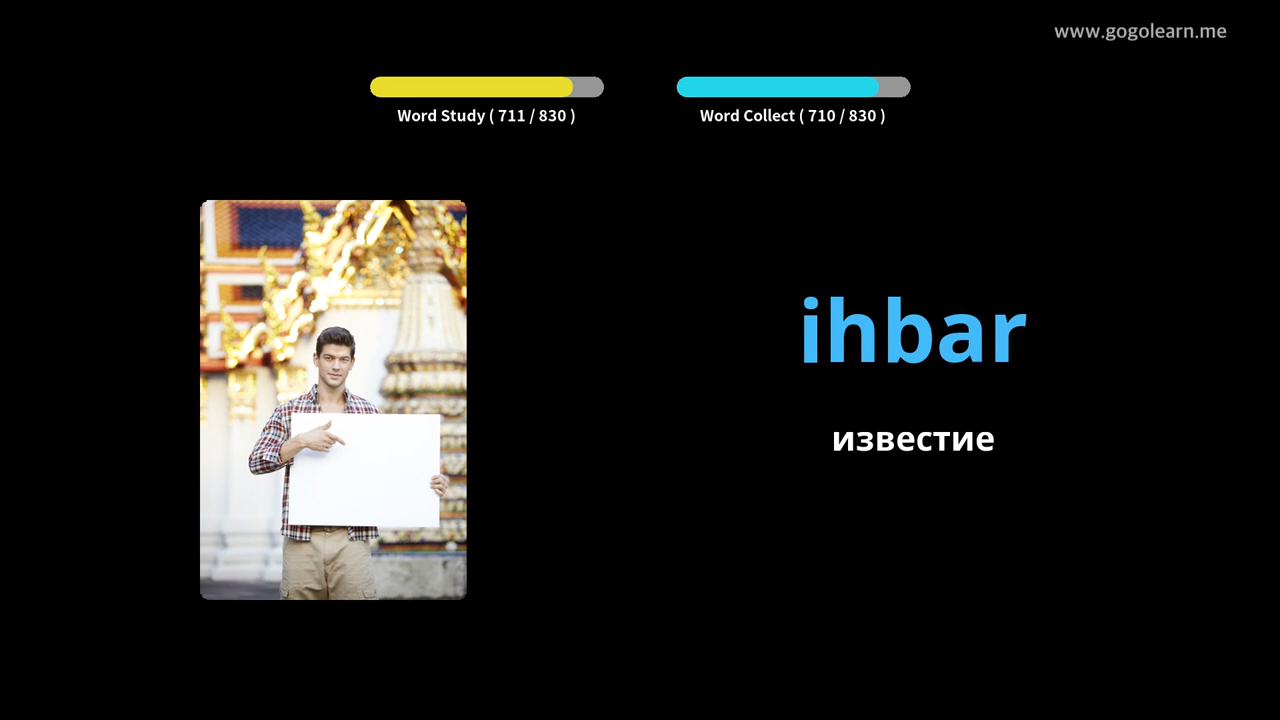 www.gogolearn.me
Word Study ( 711 / 830 )
Word Collect ( 710 / 830 )
ihbar
известие